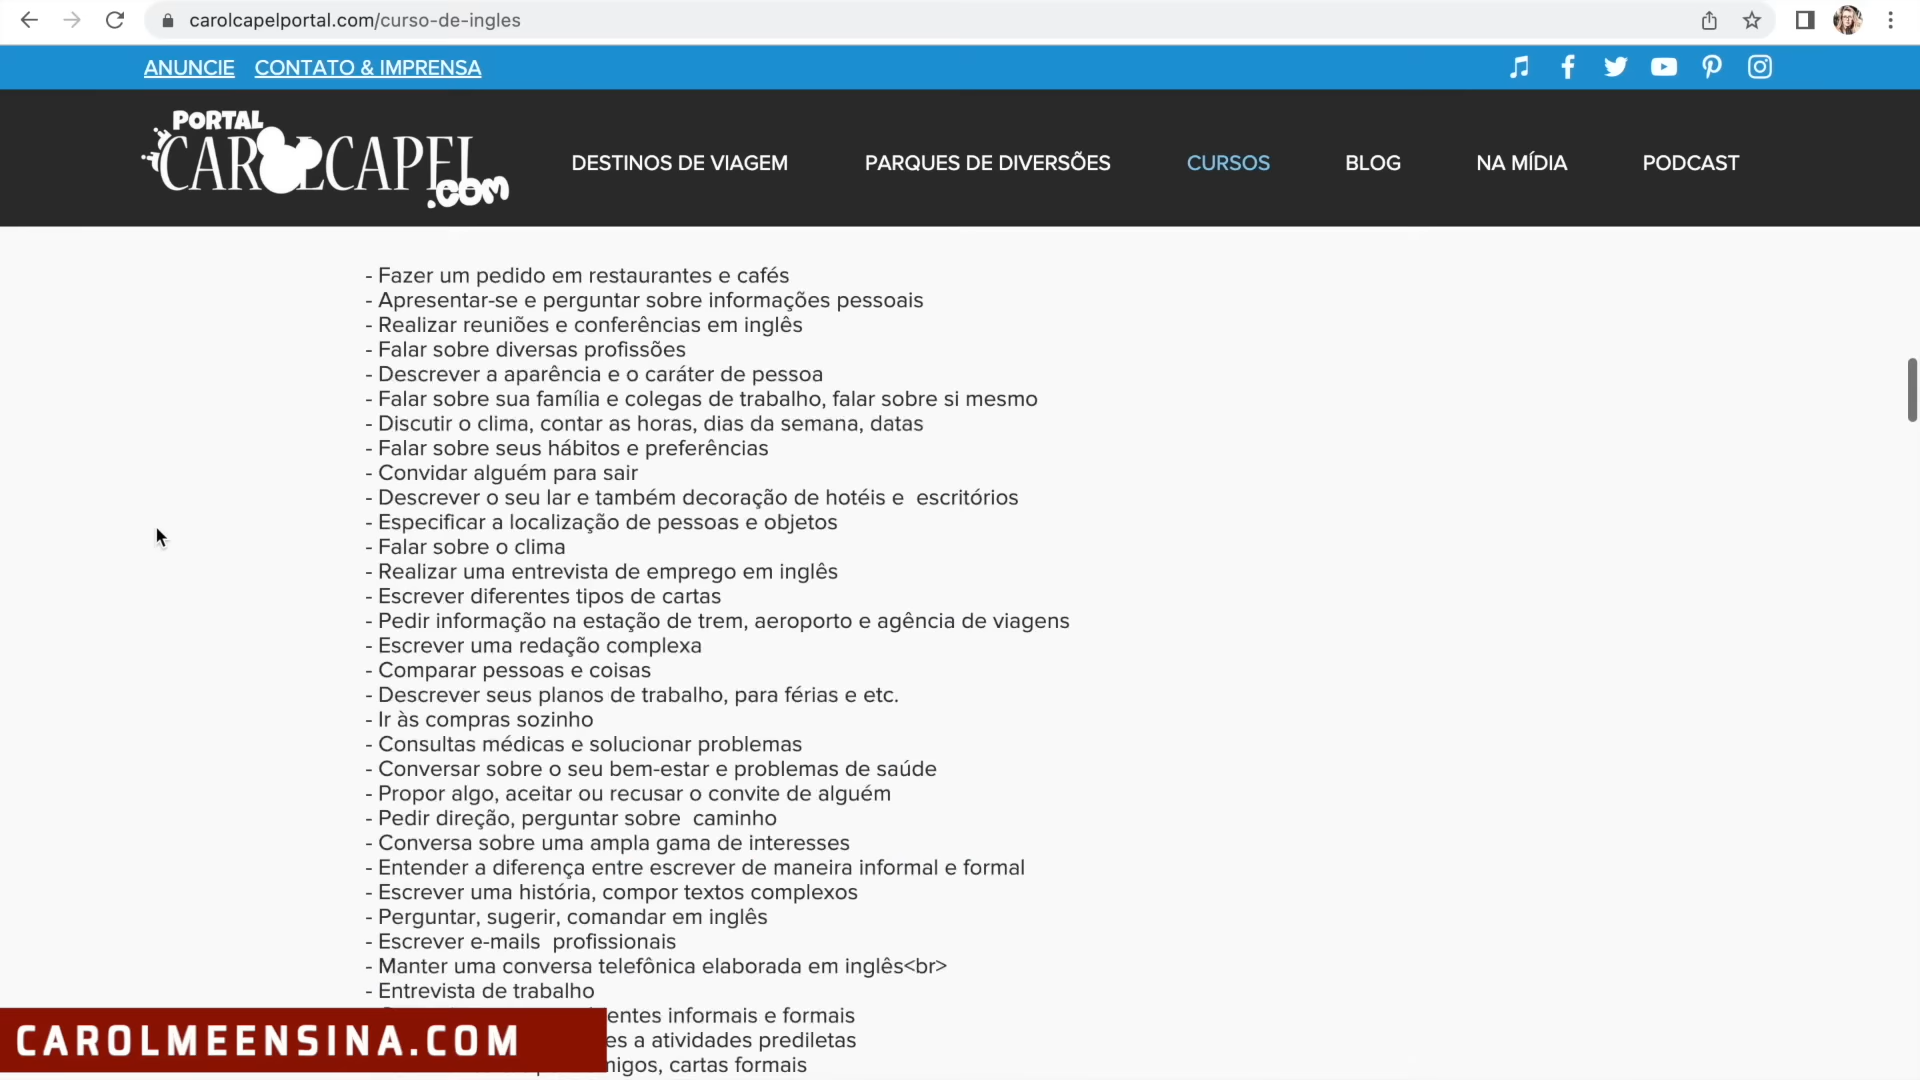 carolcapelportal.com/curso-de-ingles
ANUNCIE CONTATO & IMPRENSA
PORTAL
CAROLCAPEL
.COM
DESTINOS DE VIAGEM PARQUES DE DIVERSÕES CURSOS BLOG NA MÍDIA PODCAST
- Fazer um pedido em restaurantes e cafés
- Apresentar-se e perguntar sobre informações pessoais
- Realizar reuniões e conferências em inglês
- Falar sobre diversas profissões
- Descrever a aparência e o caráter de pessoa
- Falar sobre sua família e colegas de trabalho, falar sobre si mesmo
- Discutir o clima, contar as horas, dias da semana, datas
- Falar sobre seus hábitos e preferências
- Convidar alguém para sair
- Descrever o seu lar e também decoração de hotéis e  escritórios
- Especificar a localização de pessoas e objetos
- Falar sobre o clima
- Realizar uma entrevista de emprego em inglês
- Escrever diferentes tipos de cartas
- Pedir informação na estação de trem, aeroporto e agência de viagens
- Escrever uma redação complexa
- Comparar pessoas e coisas
- Descrever seus planos de trabalho, para férias e etc.
- Ir às compras sozinho
- Consultas médicas e solucionar problemas
- Conversar sobre o seu bem-estar e problemas de saúde
- Propor algo, aceitar ou recusar o convite de alguém
- Pedir direção, perguntar sobre  caminho
- Conversa sobre uma ampla gama de interesses
- Entender a diferença entre escrever de maneira informal e formal
- Escrever uma história, compor textos complexos
- Perguntar, sugerir, comandar em inglês
- Escrever e-mails  profissionais
- Manter uma conversa telefônica elaborada em inglês<br>
- Entrevista de trabalho
informais e formais
a atividades prediletas
cartas formais
CAROLMEENSINA.COM